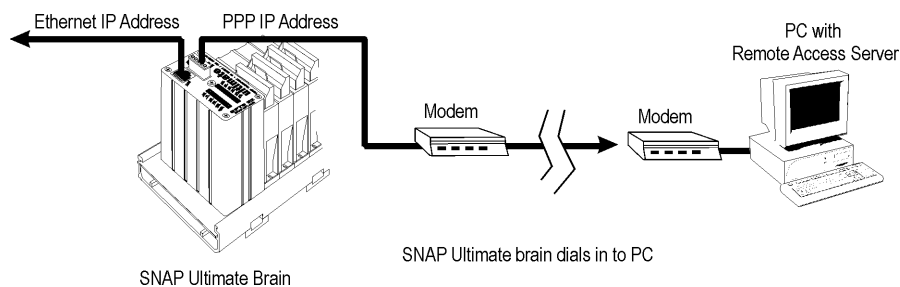 Ethernet IP Address
PPP IP Address
PC with
Remote Access Server
Modem
Modem
SNAP Ultimate brain dials in to PC
SNAP Ultimate Brain